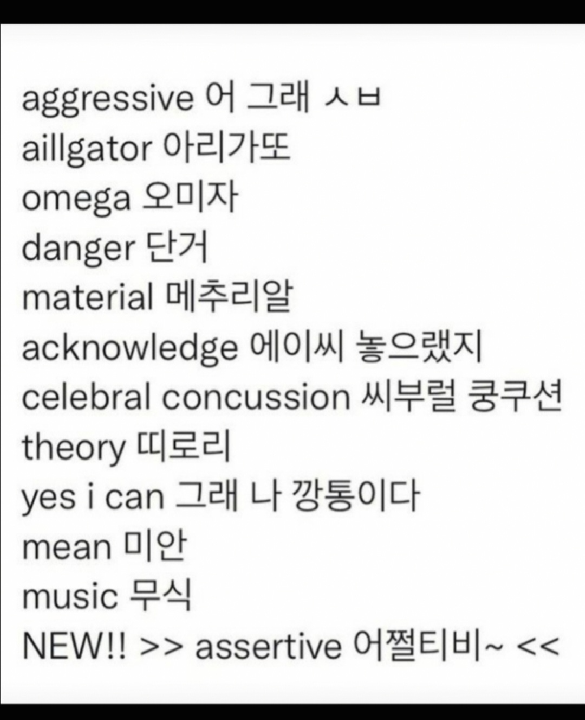 aggressive 어 그래 ㅅㅂ
aillgator 아리가또
omega 오미자
danger 단거
material 메추리알
acknowledge 에이씨 놓으랬지
celebral concussion 씨부럴 쿵쿠션
theory 띠로리
yes i can 그래 나 깡통이다
mean 미안
music 무식
NEW!! >> assertive 어쩔티비~ <<